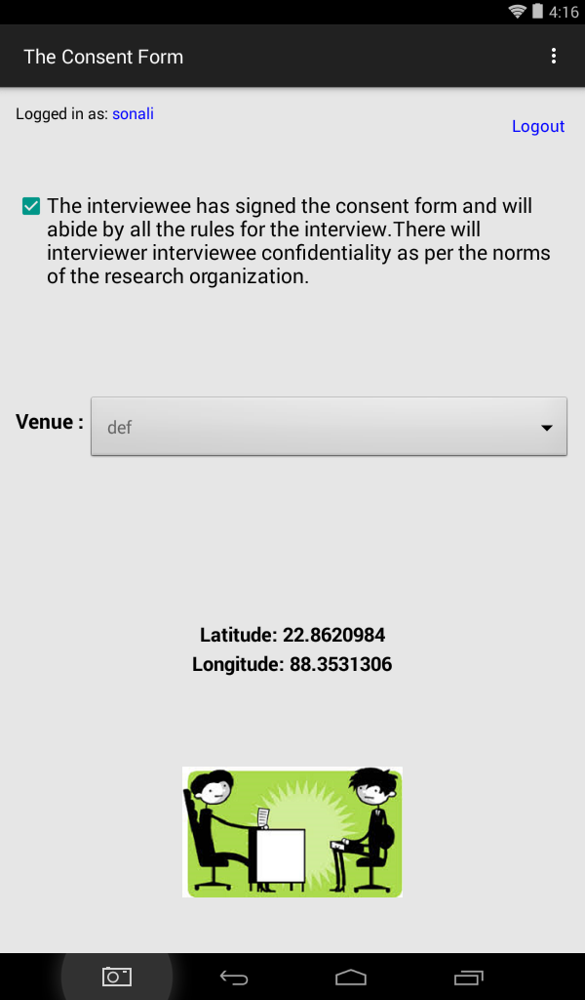 4:16
The Consent Form
Logged in as: sonali
Logout
The interviewee has signed the consent form and will
abide by all the rules for the interview.There will
interviewer interviewee confidentiality as per the norms
of the research organization.
Venue :
def
Latitude: 22.8620984
Longitude: 88.3531306